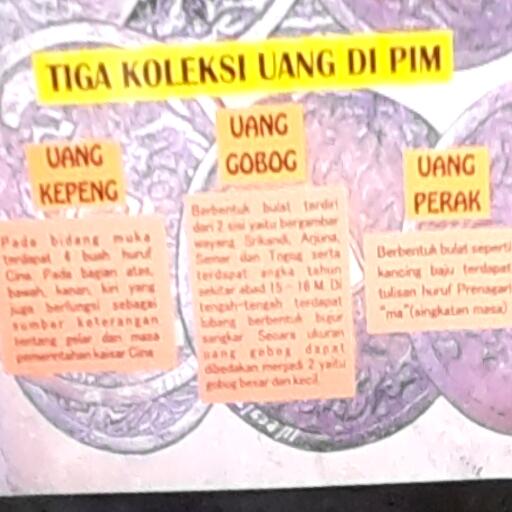 TIGA KOLEKSI UANG DI PIM
UANG
KEPENG
Pada bidang muka
terdapat 4 buah huruf
Cina. Pada bagian atas,
bawah, kanan, kiri yang
juga berfungsi sebagai
sumber keterangan
tentang gelar dan masa
pemerintahan kaisar Cina
UANG
GOBOG
Berbentuk bulat terdiri
dari 2 sisi yaitu bergambar
wayang Srikandi, Arjuna,
Semar dan Togog serta
terdapat angka tahun
sekitar abad 15 - 16 M. Di
tengah-tengah terdapat
lubang berbentuk bujur
sangkar Secara ukuran
uang gobog dapat
dibedakan menjadi 2 yaitu
gobog besar dan kecil.
UANG
PERAK
Berbentuk bulat seperti
kancing baju terdapat
tulisan huruf Prenagari
"ma" (singkatan masa)